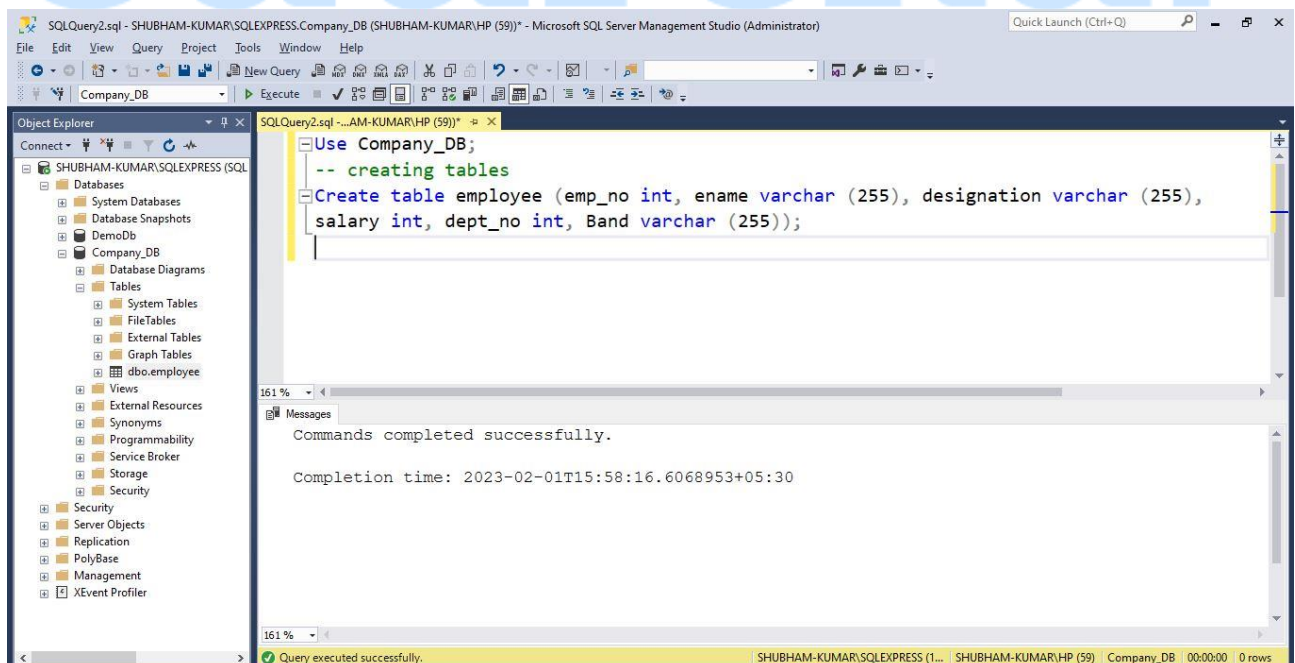 SQLQuery2.sql - SHUBHAM-KUMAR\SQLEXPRESS.Company_DB (SHUBHAM-KUMAR\HP (59))* - Microsoft SQL Server Management Studio (Administrator)
Quick Launch (Ctrl+Q)
File Edit View Query Project Tools Window Help
New Query
Company_DB
Execute
Object Explorer
Connect
SHUBHAM-KUMAR\SQLEXPRESS (SQL
Databases
System Databases
Database Snapshots
DemoDb
Company_DB
Database Diagrams
Tables
System Tables
FileTables
External Tables
Graph Tables
dbo.employee
Views
External Resources
Synonyms
Programmability
Service Broker
Storage
Security
Security
Server Objects
Replication
PolyBase
Management
XEvent Profiler
SQLQuery2.sql -...AM-KUMAR\HP (59))*
Use Company_DB;
-- creating tables
Create table employee (emp_no int, ename varchar (255), designation varchar (255),
salary int, dept_no int, Band varchar (255));
161 %
Messages
Commands completed successfully.
Completion time: 2023-02-01T15:58:16.6068953+05:30
161 %
Query executed successfully.
SHUBHAM-KUMAR\SQLEXPRESS (1... SHUBHAM-KUMAR\HP (59) Company_DB 00:00:00 0 rows